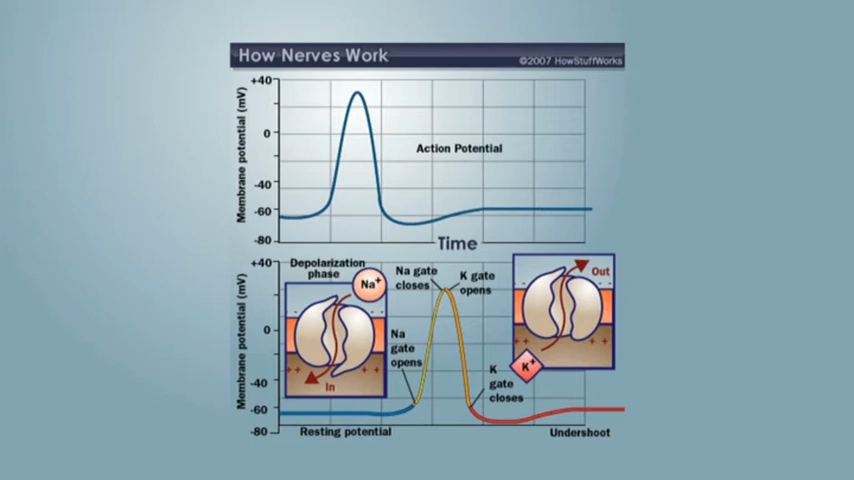 How Nerves Work
©2007 HowStuffWorks
Membrane potential (mV)
+40
0
-40
-60
-80
Action Potential
Time
Membrane potential (mV)
+40
0
-40
-60
-80
Depolarization
phase
Na+
In
Na gate
closes
K gate
opens
Na
gate
opens
K
gate
closes
Out
K+
Resting potential
Undershoot